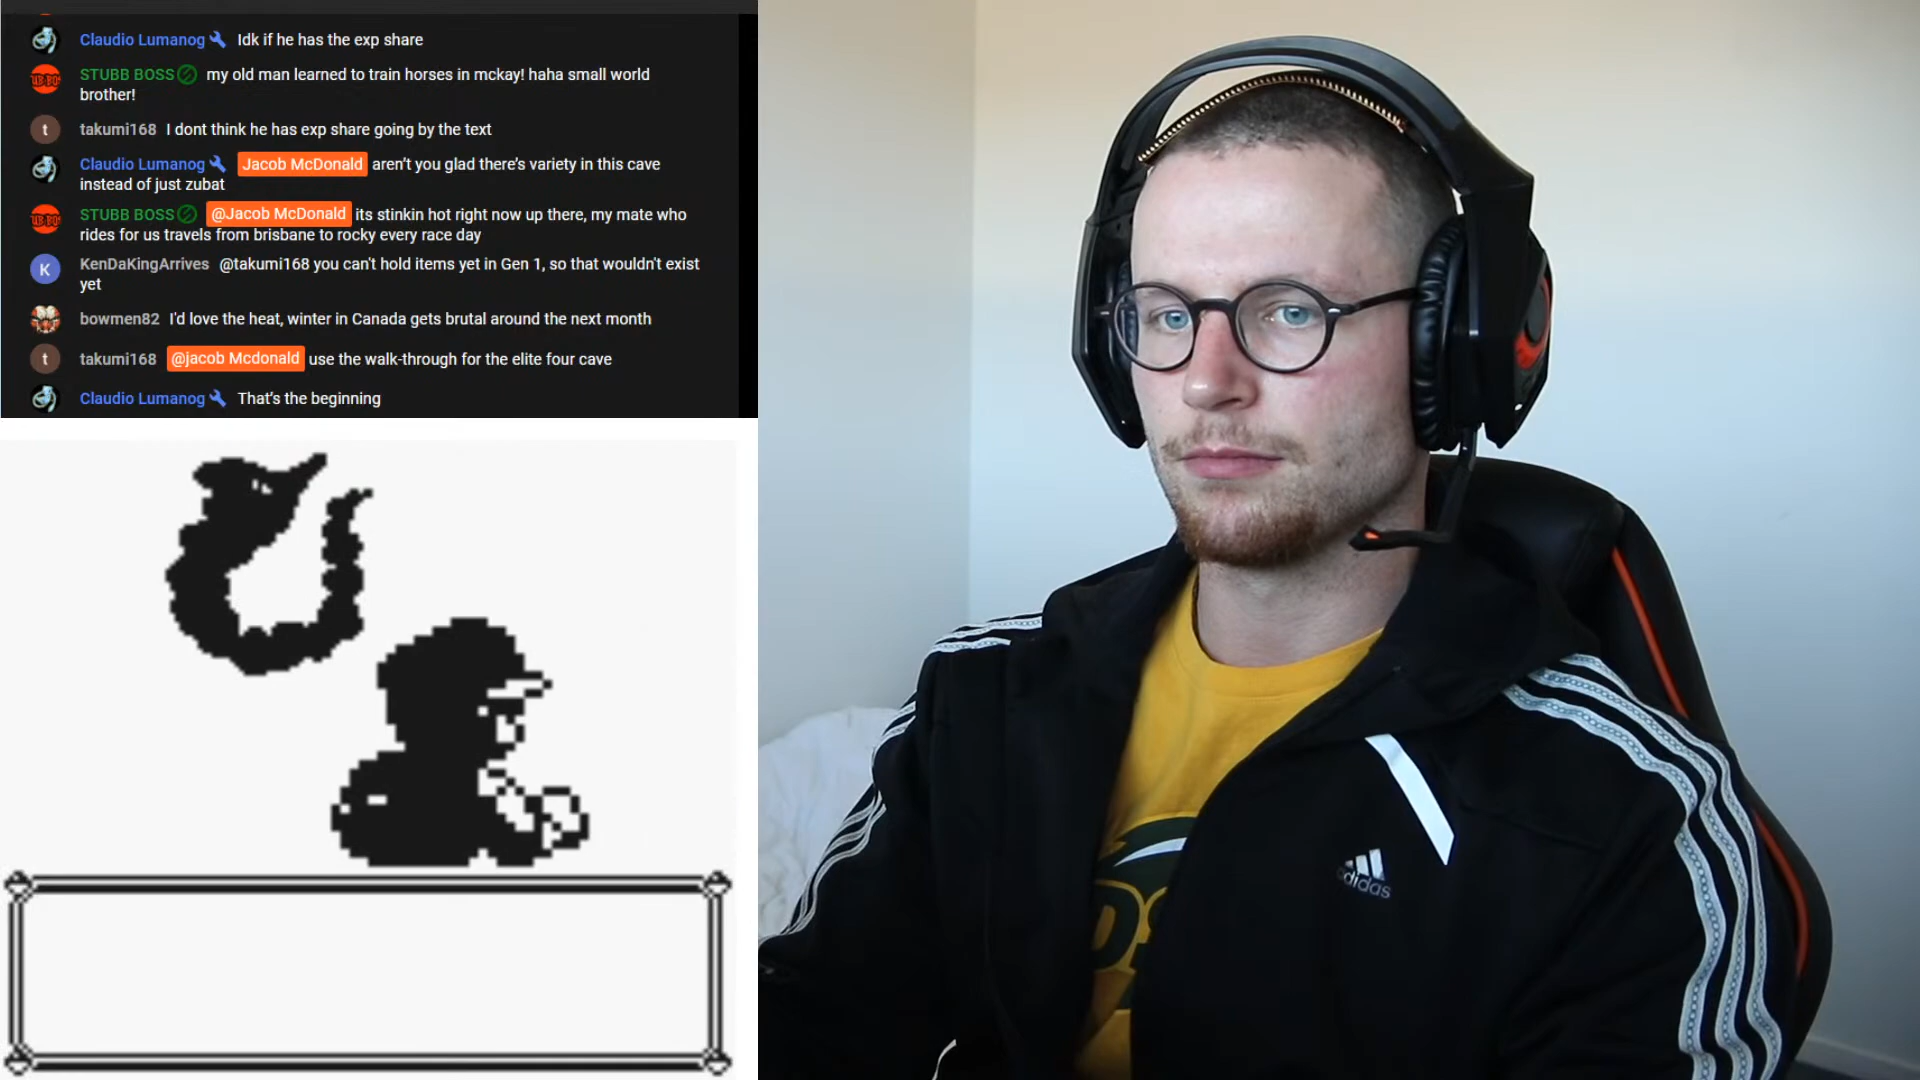 Claudio Lumanog Idk if he has the exp share
STUBB BOSS my old man learned to train horses in mckay! haha small world
brother!
t takumi168 I dont think he has exp share going by the text
Claudio Lumanog Jacob McDonald aren't you glad there's variety in this cave
instead of just zubat
STUBB BOSS @Jacob McDonald its stinkin hot right now up there, my mate who
rides for us travels from brisbane to rocky every race day
K KenDaKingArrives @takumi168 you can't hold items yet in Gen 1, so that wouldn't exist
yet
bowmen82 I'd love the heat, winter in Canada gets brutal around the next month
t takumi168 @jacob Mcdonald use the walk-through for the elite four cave
Claudio Lumanog That's the beginning
adidas